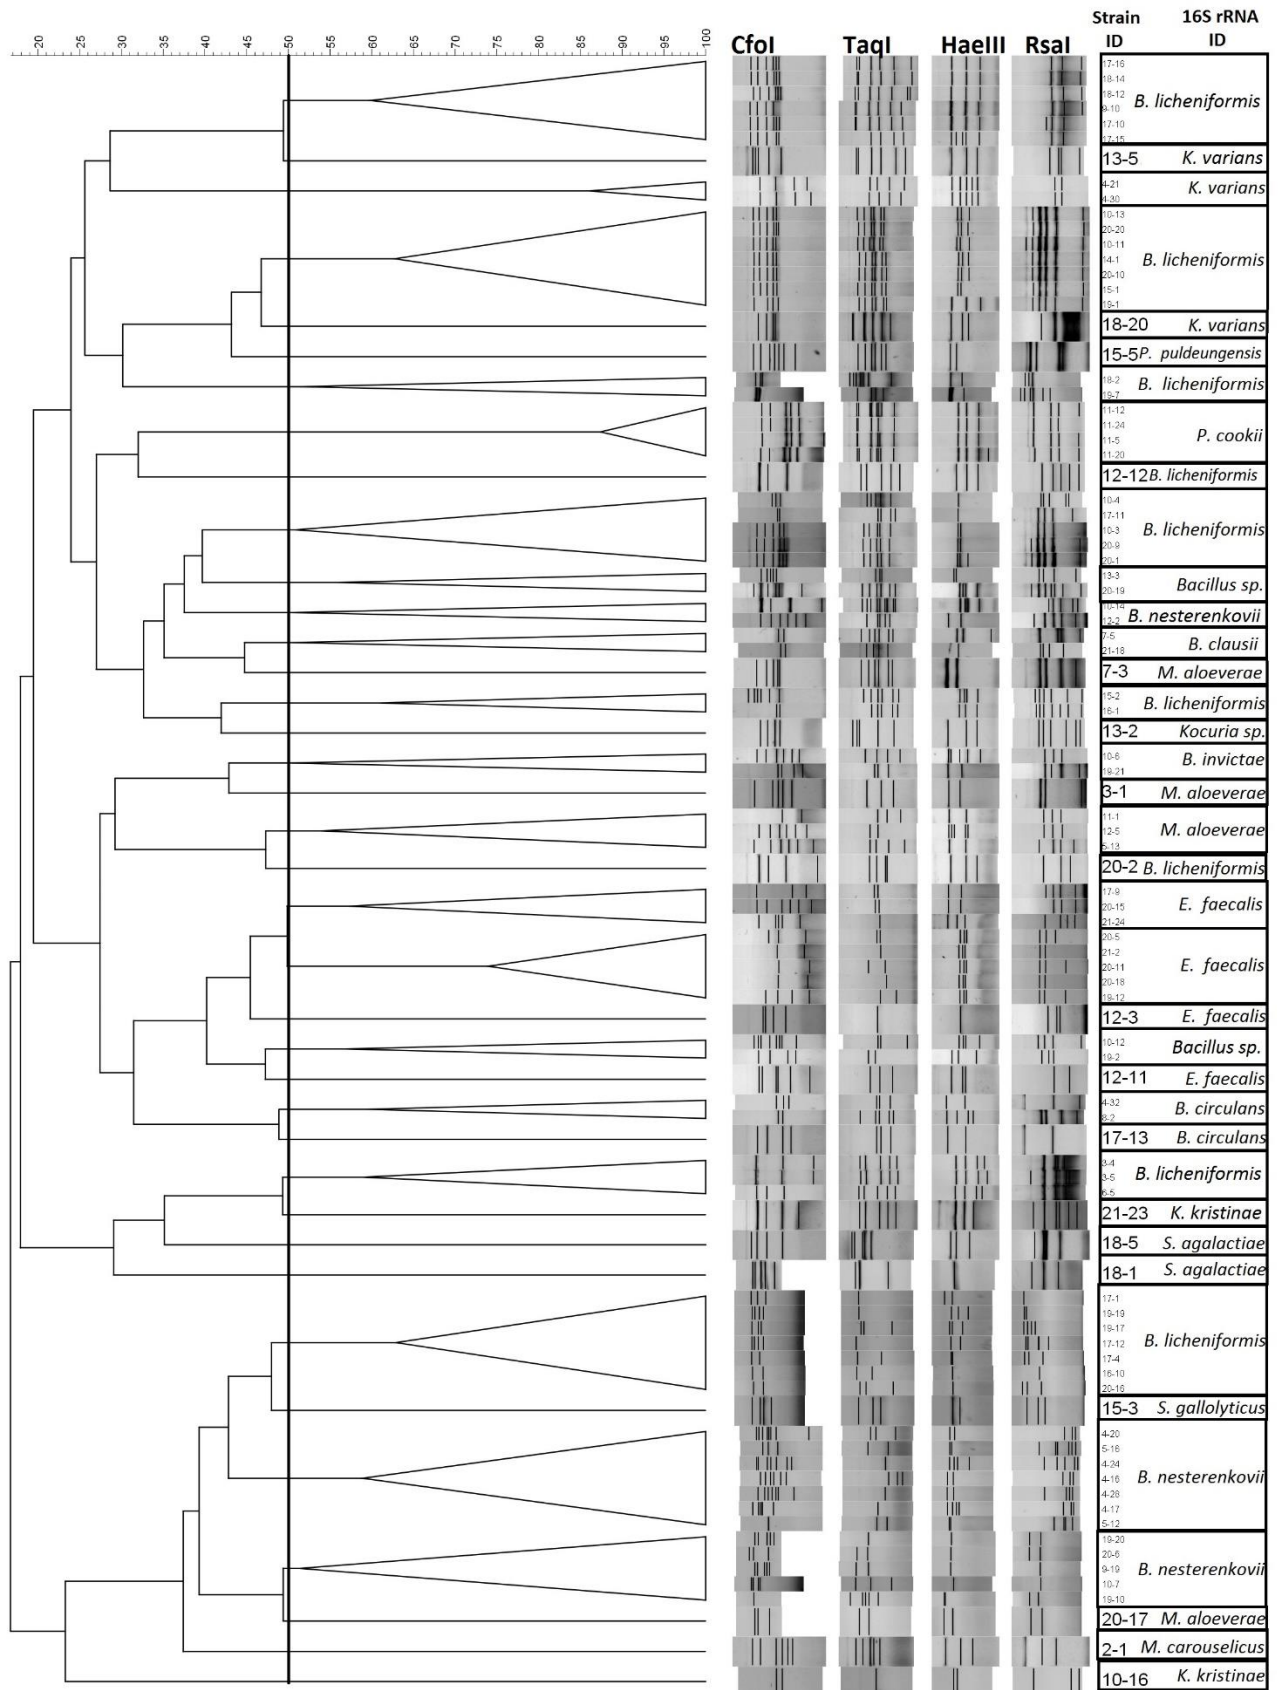 Strain 16S rRNA
20 30 40 50 60 65 70 75 80 85 90 95 100 CfoI TaqI HaeIII RsaI ID ID
17-16
18-14
18-12 B. licheniformis
9-10
17-10
17-15
13-5 K. varians
4-21 K. varians
4-30
10-13
20-20
10-11
14-1 B. licheniformis
20-10
15-1
19-1
18-20 K. varians
15-5 P. puldeungensis
18-2 B. licheniformis
19-7
11-12
11-24 P. cookii
11-5
11-20
12-12 B. licheniformis
10-4
17-11
10-3 B. licheniformis
20-9
20-1
13-3 Bacillus sp.
20-19
10-14 B. nesterenkovii
12-2
7-5 B. clausii
21-18
7-3 M. aloeverae
15-2 B. licheniformis
16-1
13-2 Kocuria sp.
10-6 B. invictae
19-21
3-1 M. aloeverae
11-1
12-5 M. aloeverae
5-13
20-2 B. licheniformis
17-9
20-15 E. faecalis
21-24
20-5
21-2
20-11 E. faecalis
20-18
19-12
12-3 E. faecalis
10-12 Bacillus sp.
19-2
12-11 E. faecalis
4-32 B. circulans
8-2
17-13 B. circulans
3-4
3-5 B. licheniformis
6-5
21-23 K. kristinae
18-5 S. agalactiae
18-1 S. agalactiae
17-1
19-19
19-17
17-12 B. licheniformis
17-4
16-10
20-16
15-3 S. gallolyticus
4-20
5-16
4-24
4-16 B. nesterenkovii
4-28
4-17
5-12
19-20
20-6
9-19 B. nesterenkovii
10-7
19-10
20-17 M. aloeverae
2-1 M. carouselicus
10-16 K. kristinae